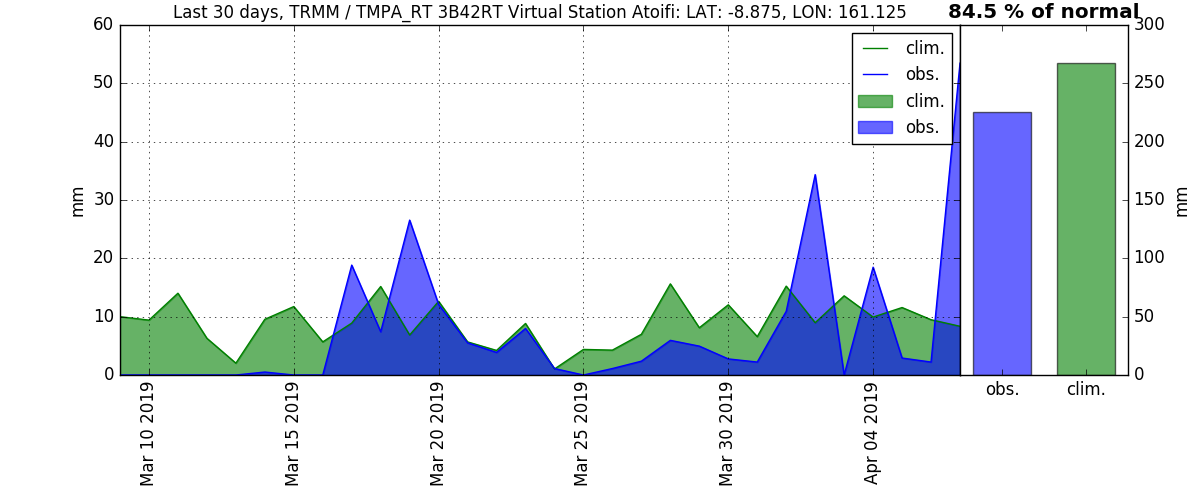 Last 30 days, TRMM / TMPA_RT 3B42RT Virtual Station Atoifi: LAT: -8.875, LON: 161.125
84.5 % of normal
60
50
40
30
20
10
0
mm
clim.
obs.
clim.
obs.
300
250
200
150
100
50
0
mm
Mar 10 2019
Mar 15 2019
Mar 20 2019
Mar 25 2019
Mar 30 2019
Apr 04 2019
obs.
clim.